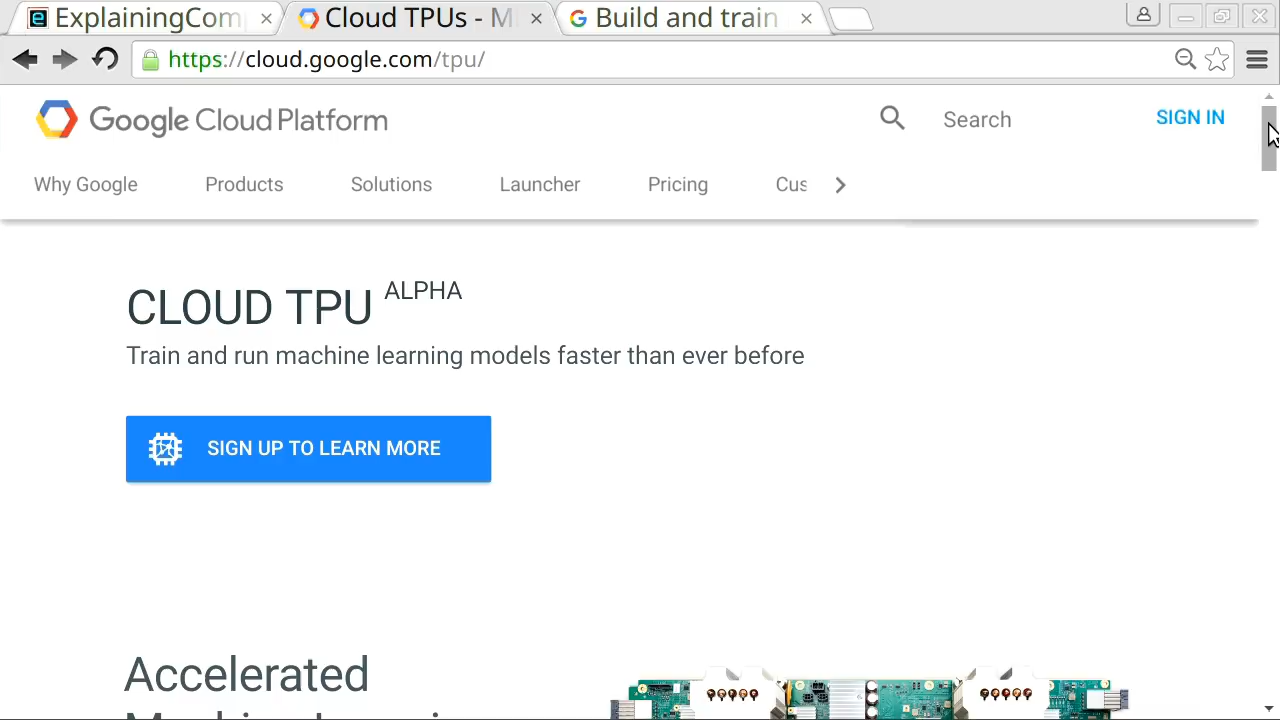 ExplainingCom
Cloud TPUs - M
Build and train
https://cloud.google.com/tpu/
Google Cloud Platform
Search
SIGN IN
Why Google
Products
Solutions
Launcher
Pricing
Cus
CLOUD TPU ALPHA
Train and run machine learning models faster than ever before
SIGN UP TO LEARN MORE
Accelerated